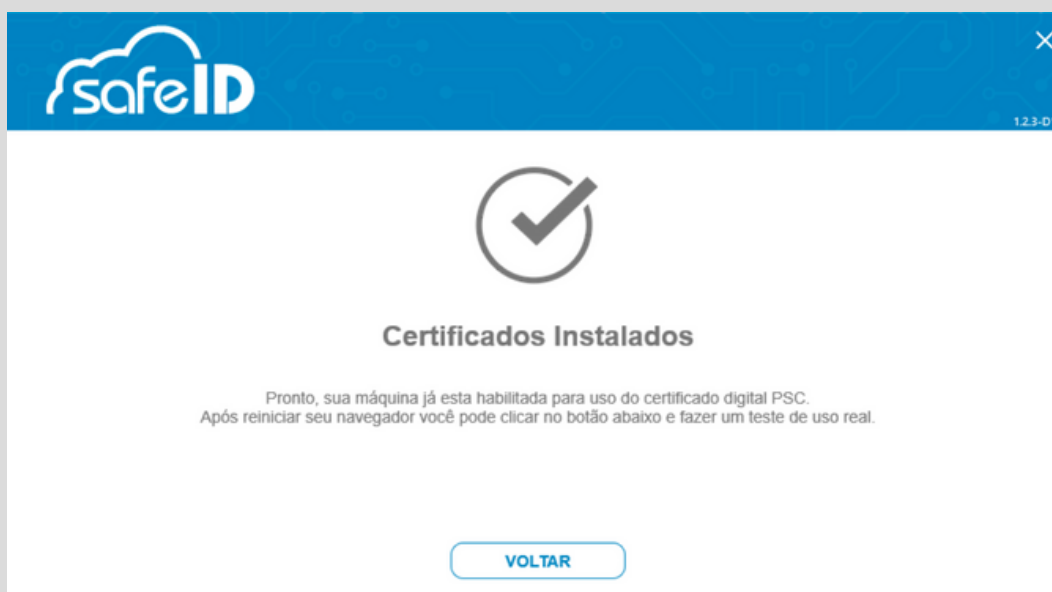 safeID
1.2.3-D
Certificados Instalados
Pronto, sua máquina já esta habilitada para uso do certificado digital PSC.
Após reiniciar seu navegador você pode clicar no botão abaixo e fazer um teste de uso real.
VOLTAR